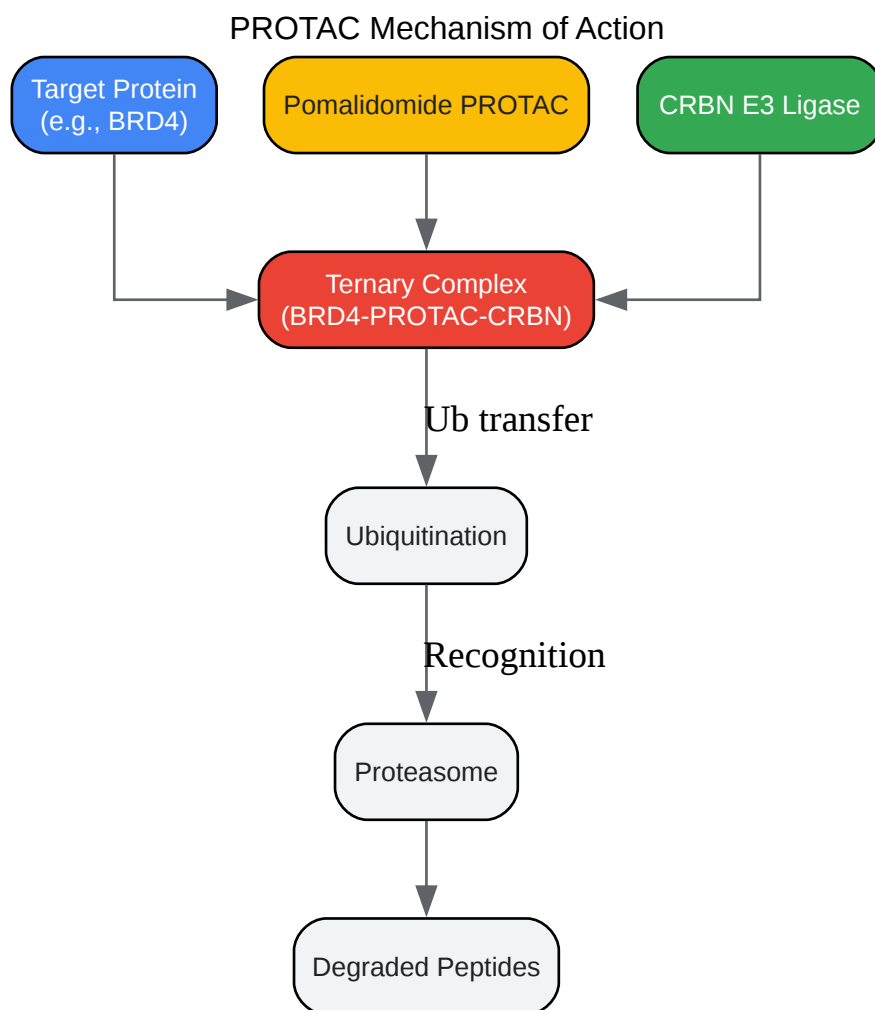 PROTAC Mechanism of Action
Target Protein
(e.g., BRD4)
Pomalidomide PROTAC
CRBN E3 Ligase
Ternary Complex
(BRD4-PROTAC-CRBN)
Ub transfer
Ubiquitination
Recognition
Proteasome
Degraded Peptides